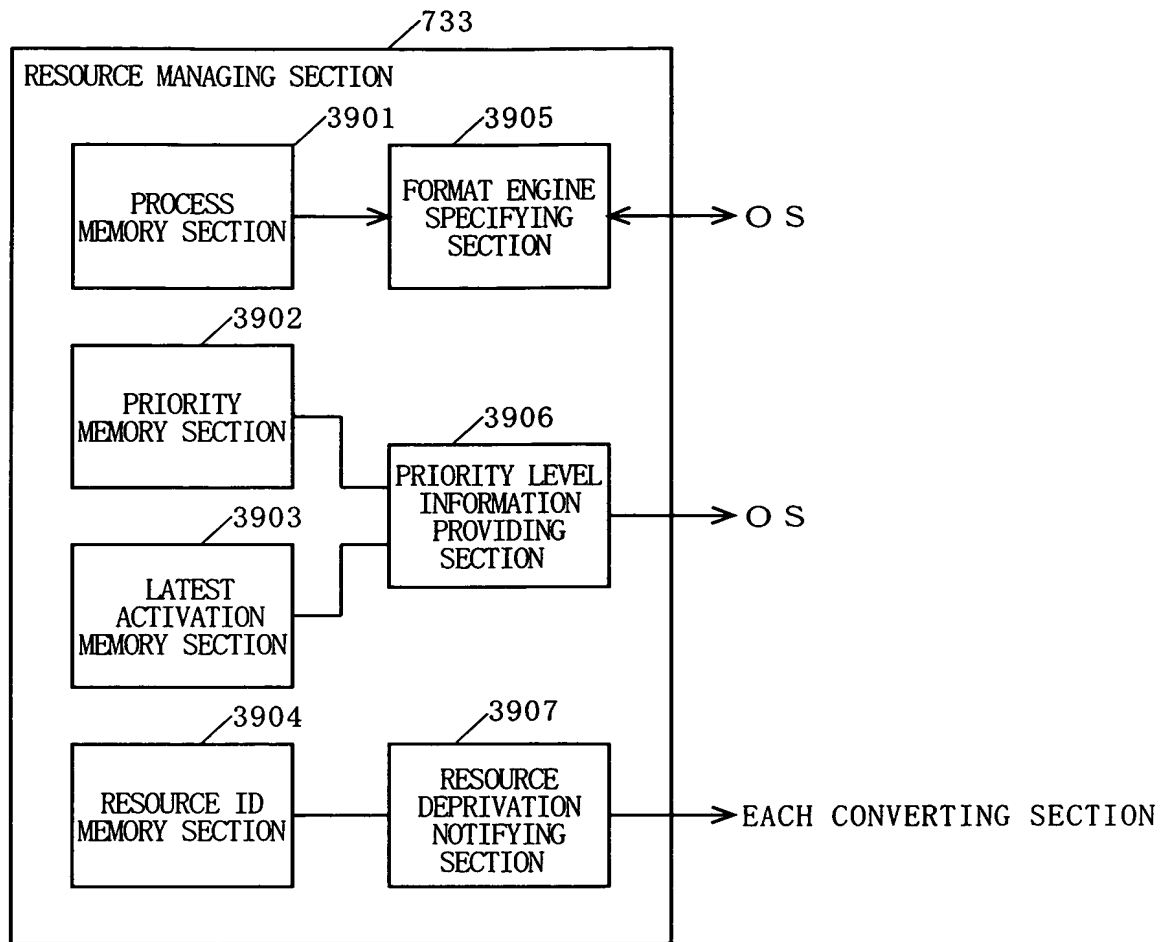 733
RESOURCE MANAGING SECTION
3901
3905
PROCESS
MEMORY SECTION
FORMAT ENGINE
SPECIFYING
SECTION
OS
3902
PRIORITY
MEMORY SECTION
3906
PRIORITY LEVEL
INFORMATION
PROVIDING
SECTION
OS
3903
LATEST
ACTIVATION
MEMORY SECTION
3904
3907
RESOURCE ID
MEMORY SECTION
RESOURCE
DEPRIVATION
NOTIFYING
SECTION
EACH CONVERTING SECTION